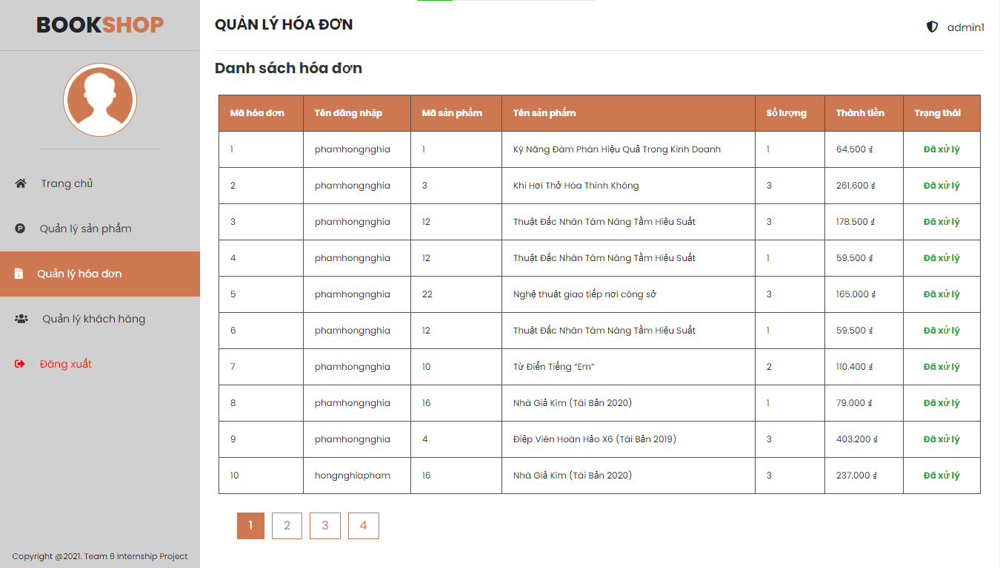 BOOKSHOP
Trang chủ
Quản lý sản phẩm
Quản lý hóa đơn
Quản lý khách hàng
Đăng xuất
Copyright @2021. Team 6 Internship Project
QUẢN LÝ HÓA ĐƠN
admin1
Danh sách hóa đơn
Mã hóa đơn Tên đăng nhập Mã sản phẩm Tên sản phẩm Số lượng Thành tiền Trạng thái
1 phamhongnghia 1 Kỹ Năng Đàm Phán Hiệu Quả Trong Kinh Doanh 1 64.500 ₫ Đã xử lý
2 phamhongnghia 3 Khi Hơi Thở Hóa Thinh Không 3 261.600 ₫ Đã xử lý
3 phamhongnghia 12 Thuật Đắc Nhân Tâm Nâng Tầm Hiệu Suất 3 178.500 ₫ Đã xử lý
4 phamhongnghia 12 Thuật Đắc Nhân Tâm Nâng Tầm Hiệu Suất 1 59.500 ₫ Đã xử lý
5 phamhongnghia 22 Nghệ thuật giao tiếp nơi công sở 3 165.000 ₫ Đã xử lý
6 phamhongnghia 12 Thuật Đắc Nhân Tâm Nâng Tầm Hiệu Suất 1 59.500 ₫ Đã xử lý
7 phamhongnghia 10 Từ Điển Tiếng “Em” 2 110.400 ₫ Đã xử lý
8 phamhongnghia 16 Nhà Giả Kim (Tái Bản 2020) 1 79.000 ₫ Đã xử lý
9 phamhongnghia 4 Điệp Viên Hoàn Hảo X6 (Tái Bản 2019) 3 403.200 ₫ Đã xử lý
10 hongnghiapham 16 Nhà Giả Kim (Tái Bản 2020) 3 237.000 ₫ Đã xử lý
1 2 3 4